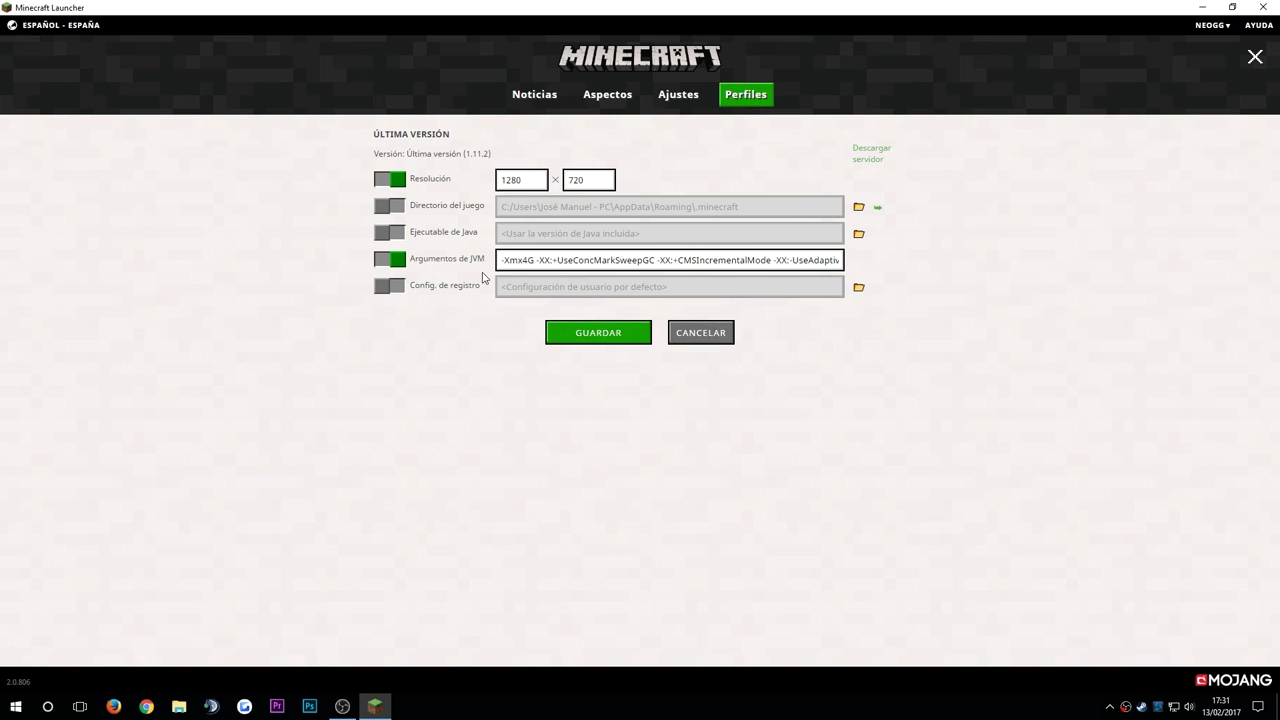 Minecraft Launcher
ESPAÑOL - ESPAÑA
NEOGG
AYUDA
MINECRAFT
Noticias
Aspectos
Ajustes
Perfiles
ÚLTIMA VERSIÓN
Versión: Última versión (1.11.2)
Descargar
servidor
Resolución
1280
720
Directorio del juego
C:/Users\José Manuel - PC\AppData\Roaming\.minecraft
Ejecutable de Java
<Usar la versión de Java incluida>
Argumentos de JVM
-Xmx4G -XX:+UseConcMarkSweepGC -XX:+CMSIncrementalMode -XX:-UseAdaptiv
Config. de registro
<Configuración de usuario por defecto>
GUARDAR
CANCELAR
2.0.806
MOJANG
Pr
Ps
17:31
13/02/2017